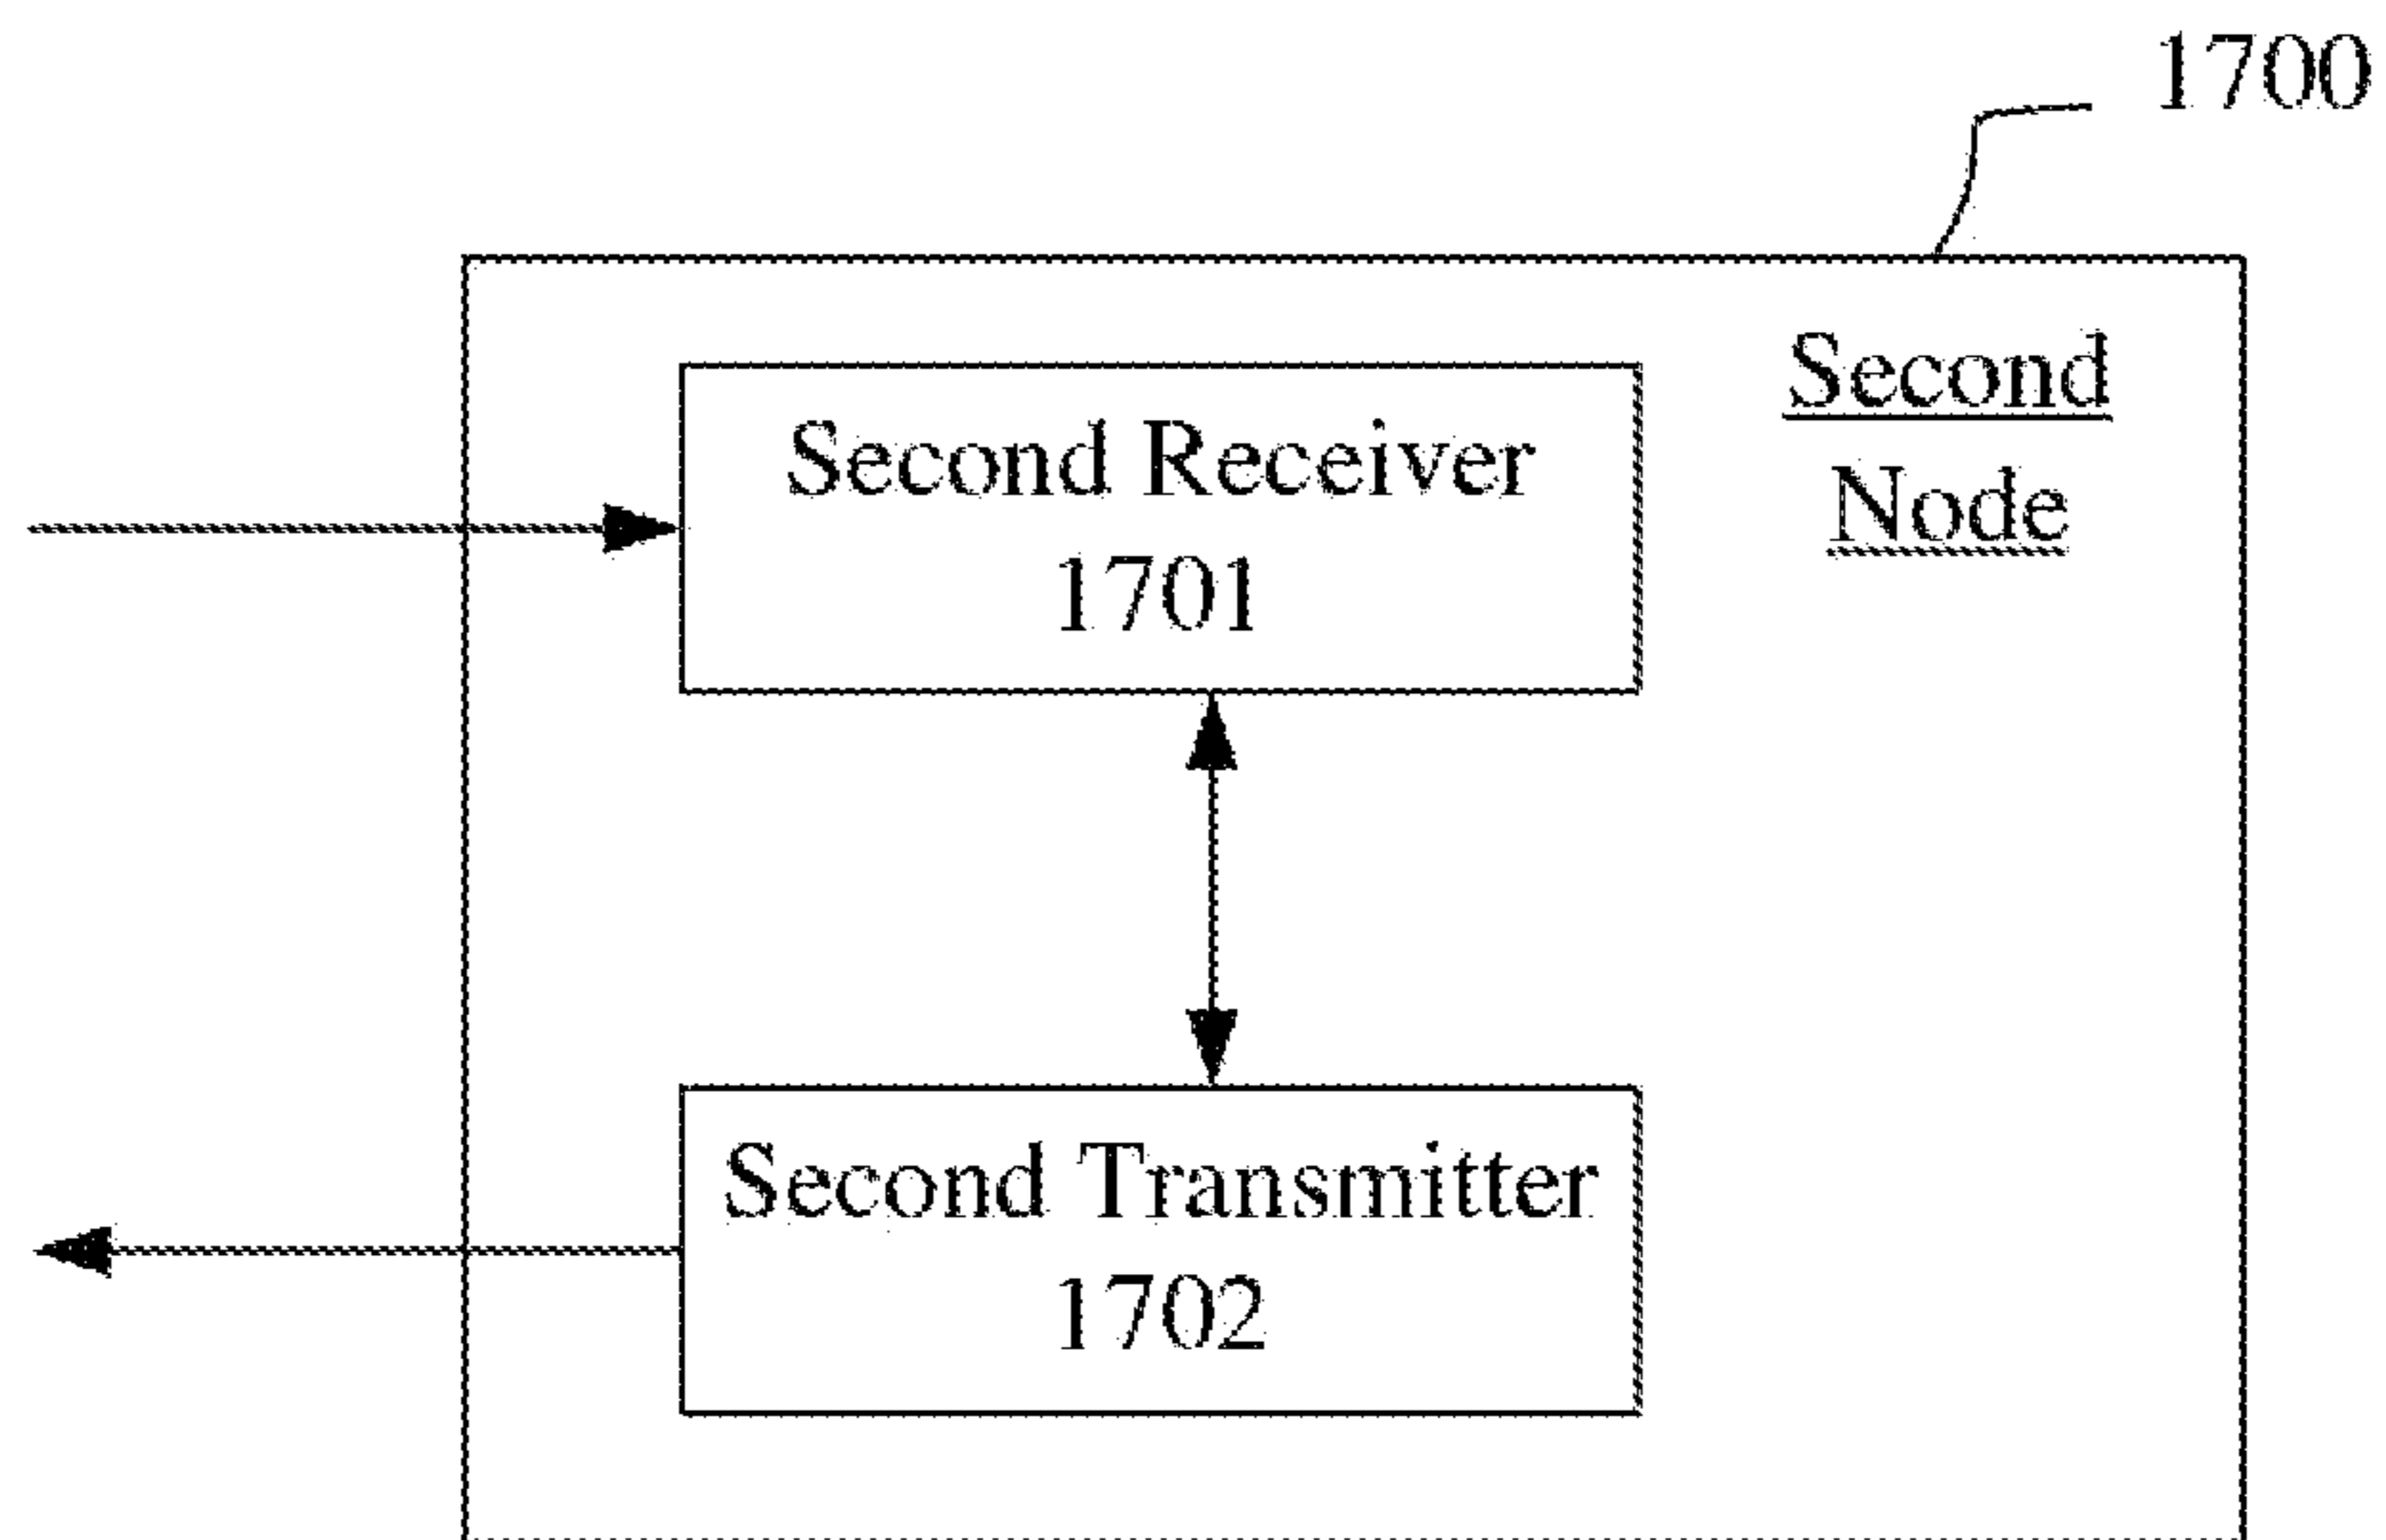 1700
Second
Node
Second Receiver
1701
Second Transmitter
1702